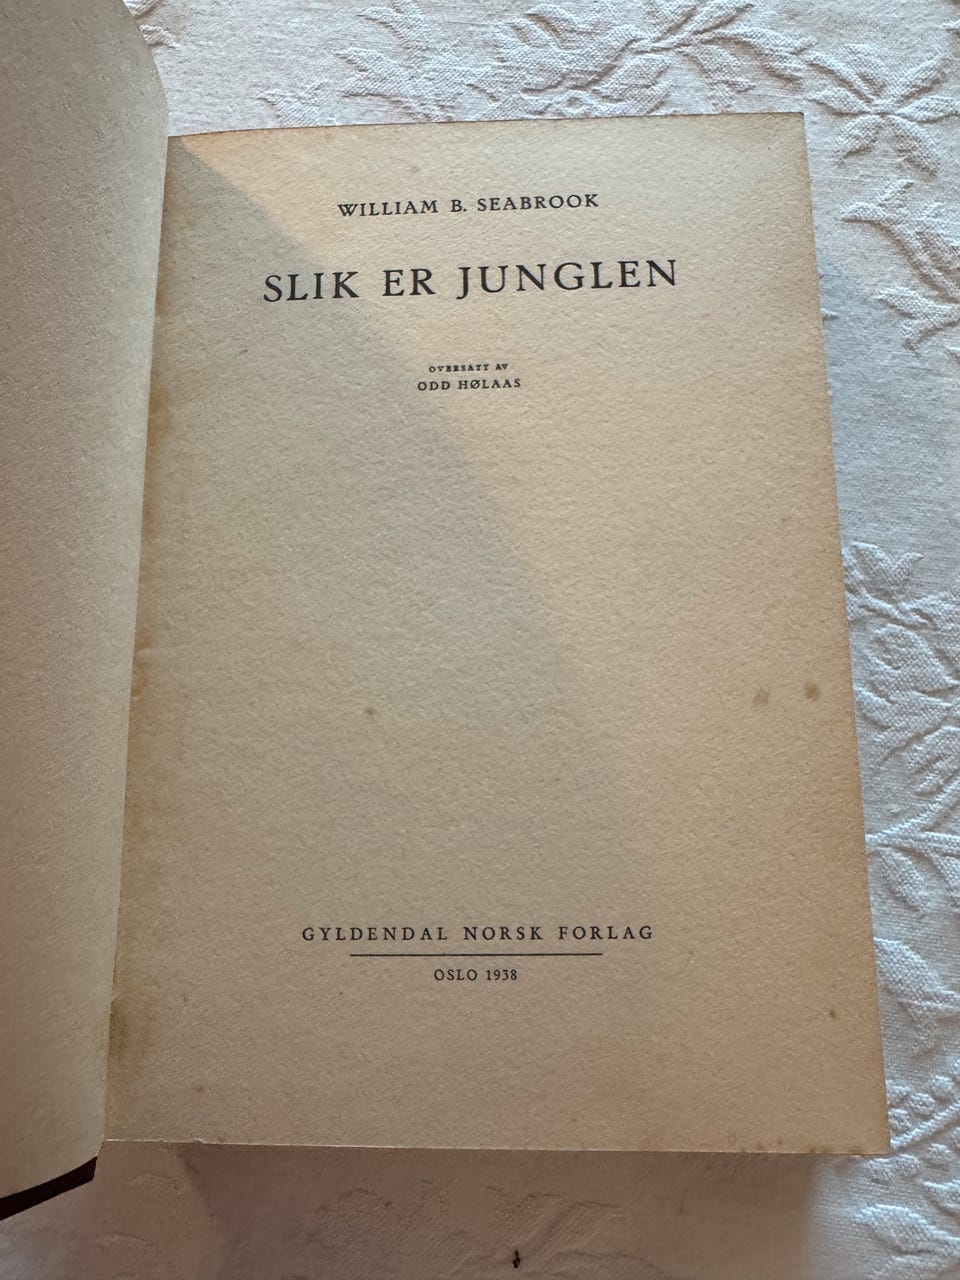 WILLIAM B. SEABROOK
SLIK ER JUNGLEN
OVERSATT AV
ODD HØLAAS
GYLDENDAL NORSK FORLAG
OSLO 1938